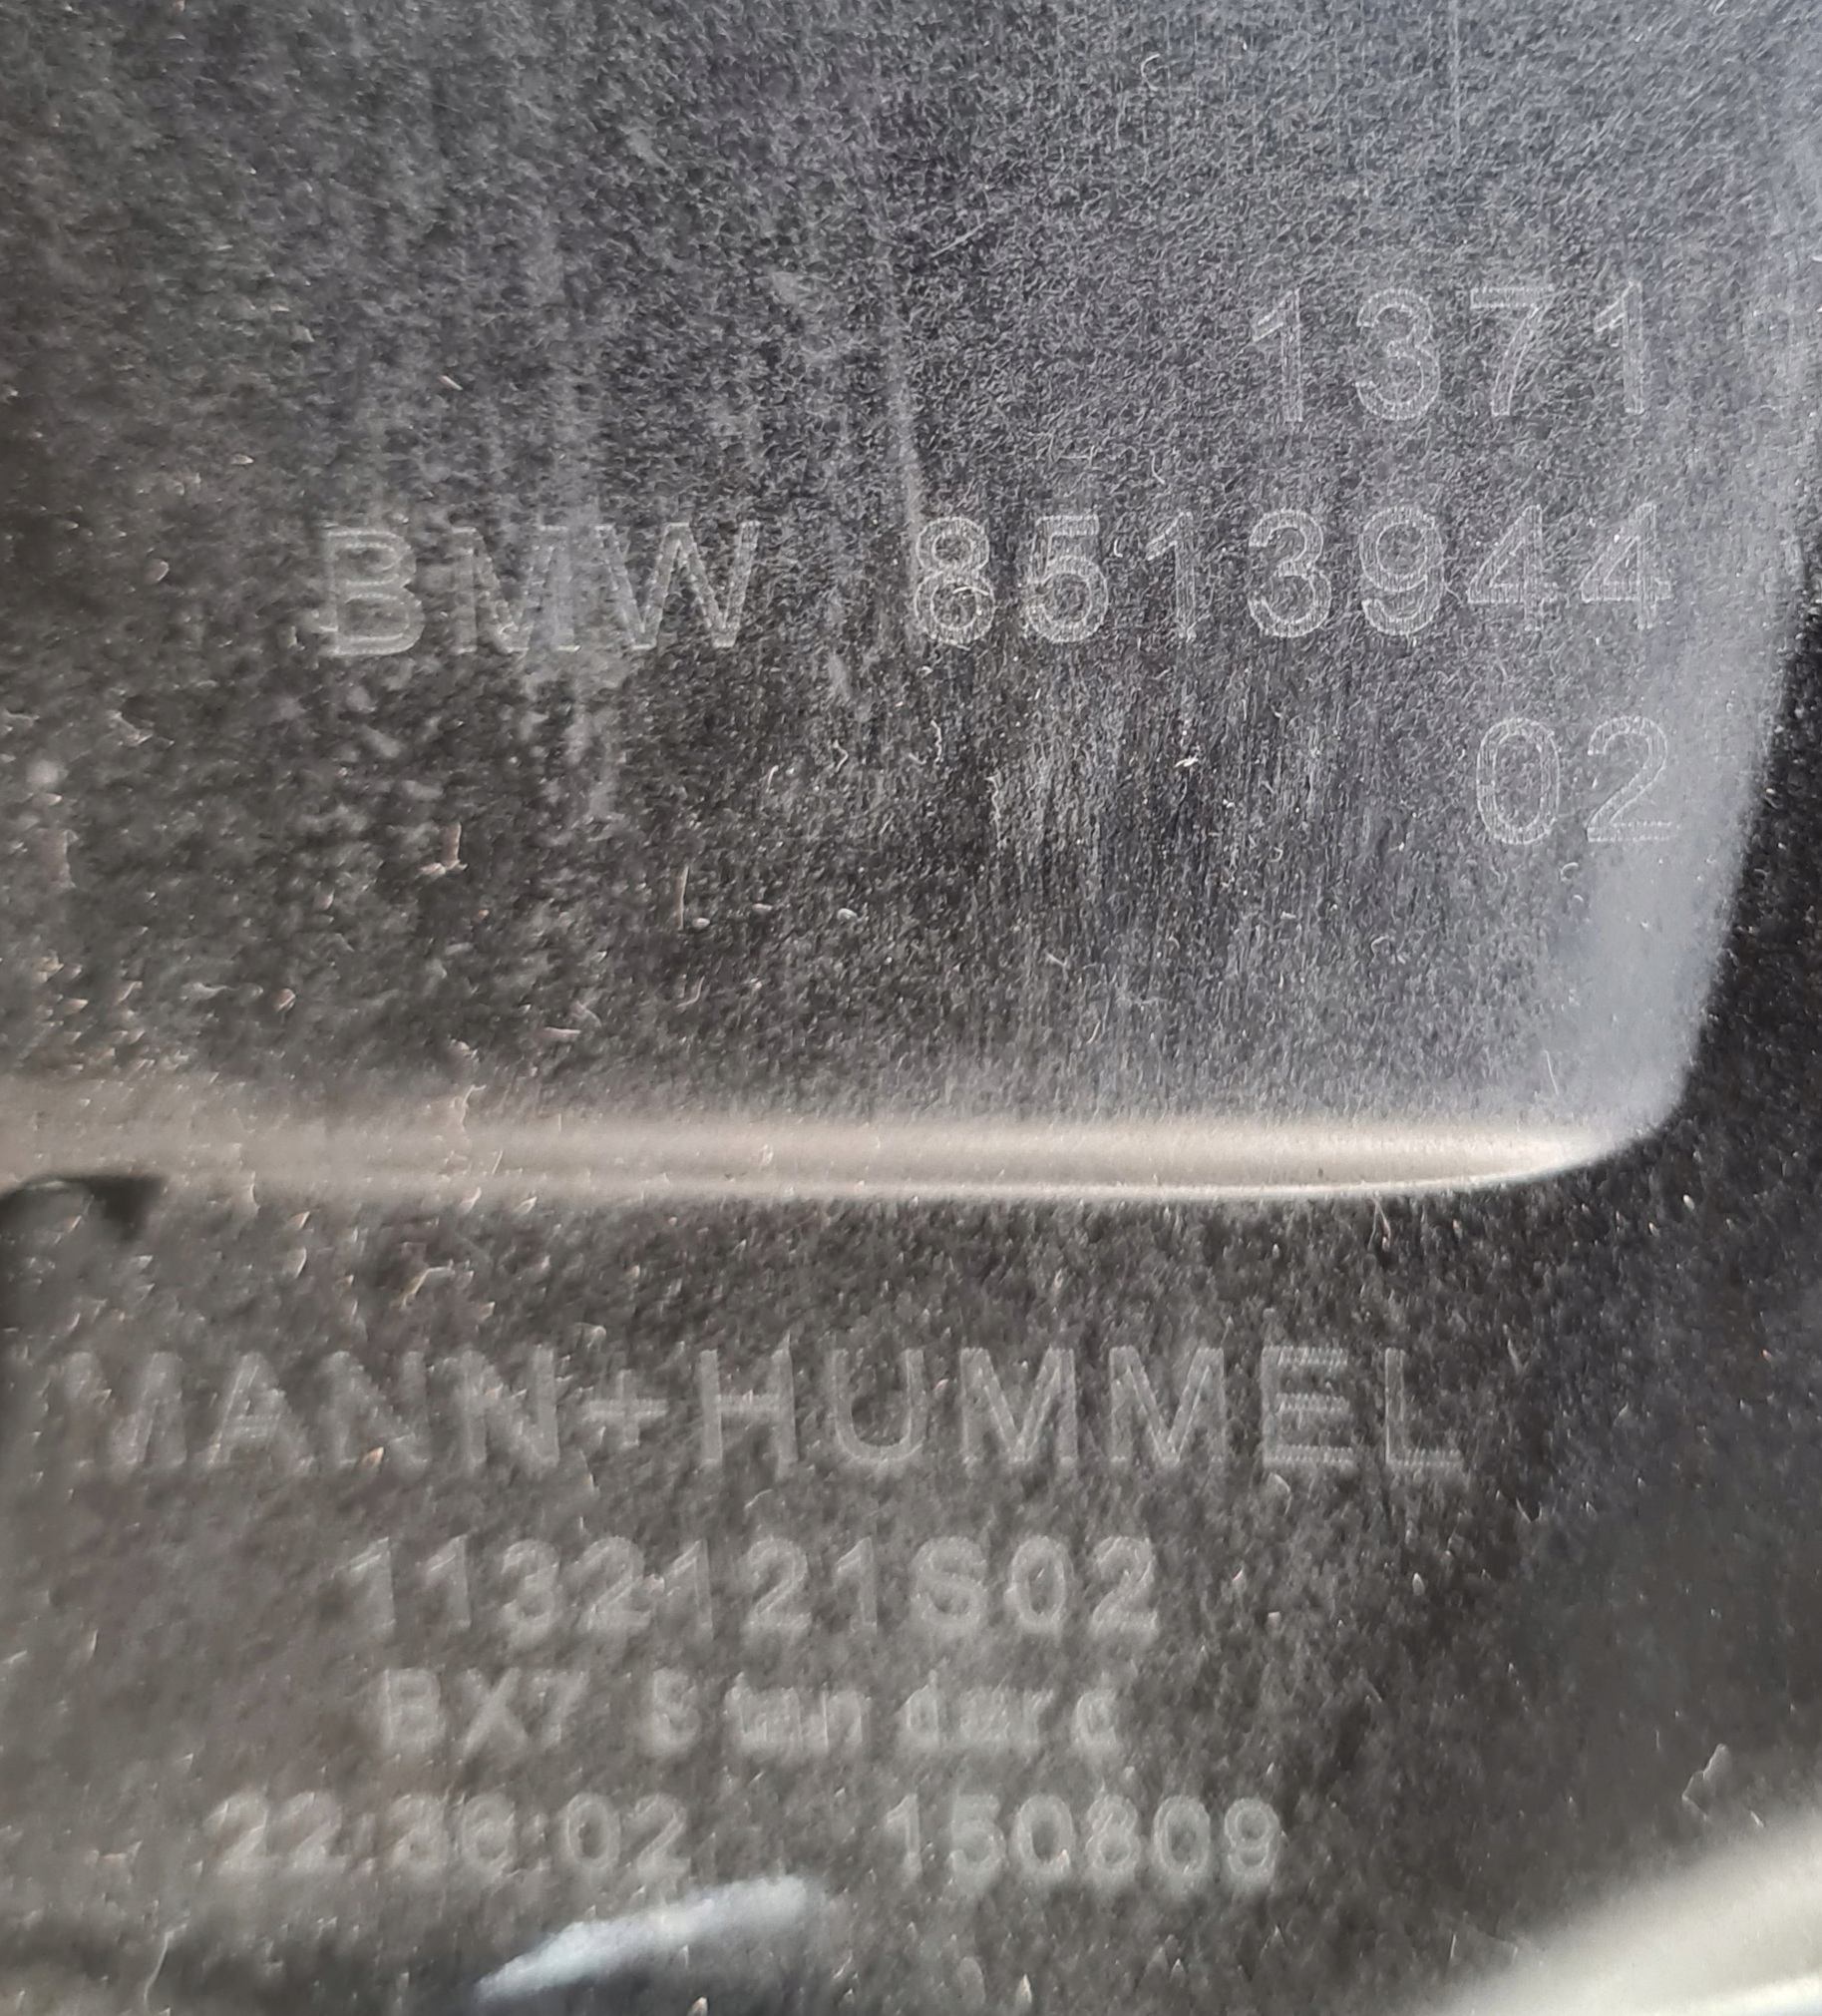 1371
BMW 8513944
02
MANN+HUMMEL
1132121S02
BX7 Standard
22:36:02 150809